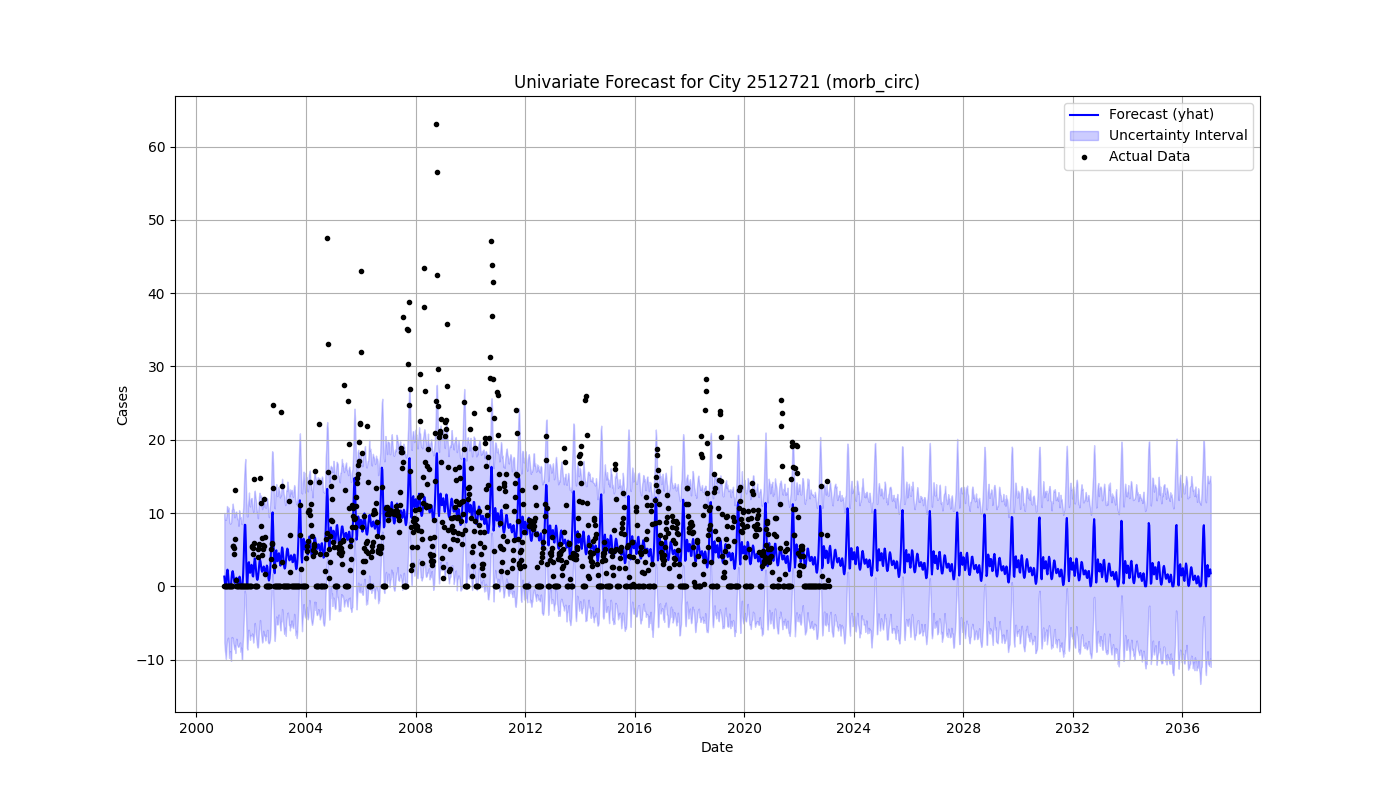 Univariate Forecast for City 2512721 (morb_circ)
Forecast (yhat)
Uncertainty Interval
Actual Data
Cases
60
50
40
30
20
10
0
−10
2000 2004 2008 2012 2016 2020 2024 2028 2032 2036
Date